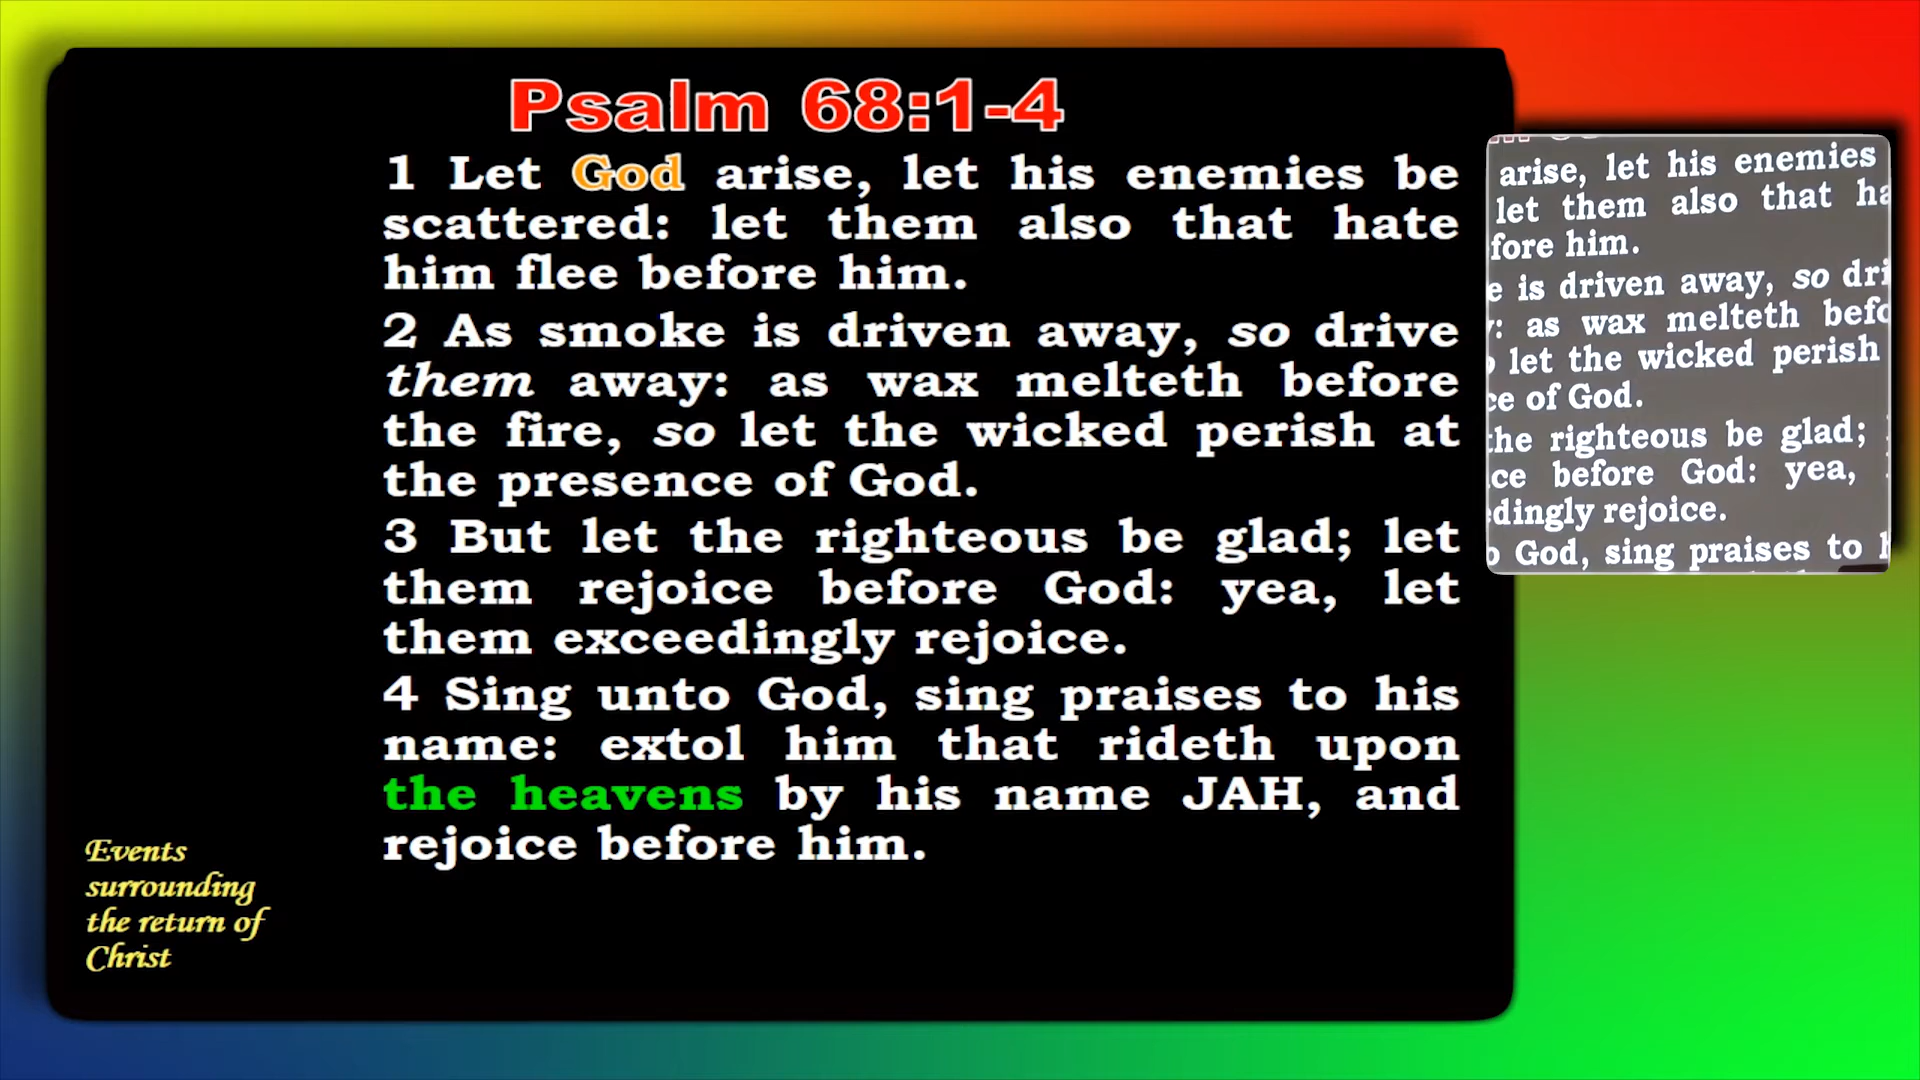 Psalm 68:1-4
1 Let God arise, let his enemies be
scattered: let them also that hate
him flee before him.
2 As smoke is driven away, so drive
them away: as wax melteth before
the fire, so let the wicked perish at
the presence of God.
3 But let the righteous be glad; let
them rejoice before God: yea, let
them exceedingly rejoice.
4 Sing unto God, sing praises to his
name: extol him that rideth upon
the heavens by his name JAH, and
rejoice before him.
Events
surrounding
the return of
Christ
arise, let his enemies
let them also that
fore him.
is driven away, so
as wax melteth
let the wicked perish
ce of God.
the righteous be glad;
ce before God: yea,
dingly rejoice.
God, sing praises to